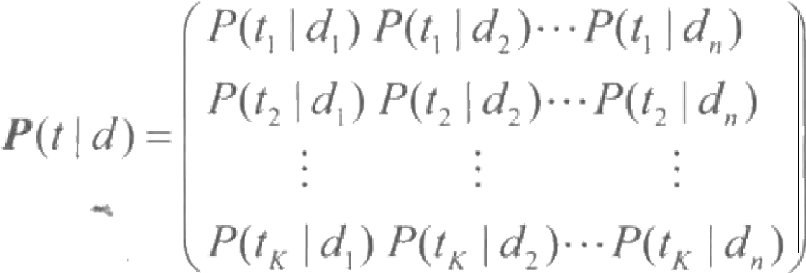 P(t_1 | d_1) P(t_1 | d_2) ⋯ P(t_1 | d_n)
P(t_2 | d_1) P(t_2 | d_2) ⋯ P(t_2 | d_n)
P(t | d) =
⋮ ⋮ ⋮
P(t_K | d_1) P(t_K | d_2) ⋯ P(t_K | d_n)